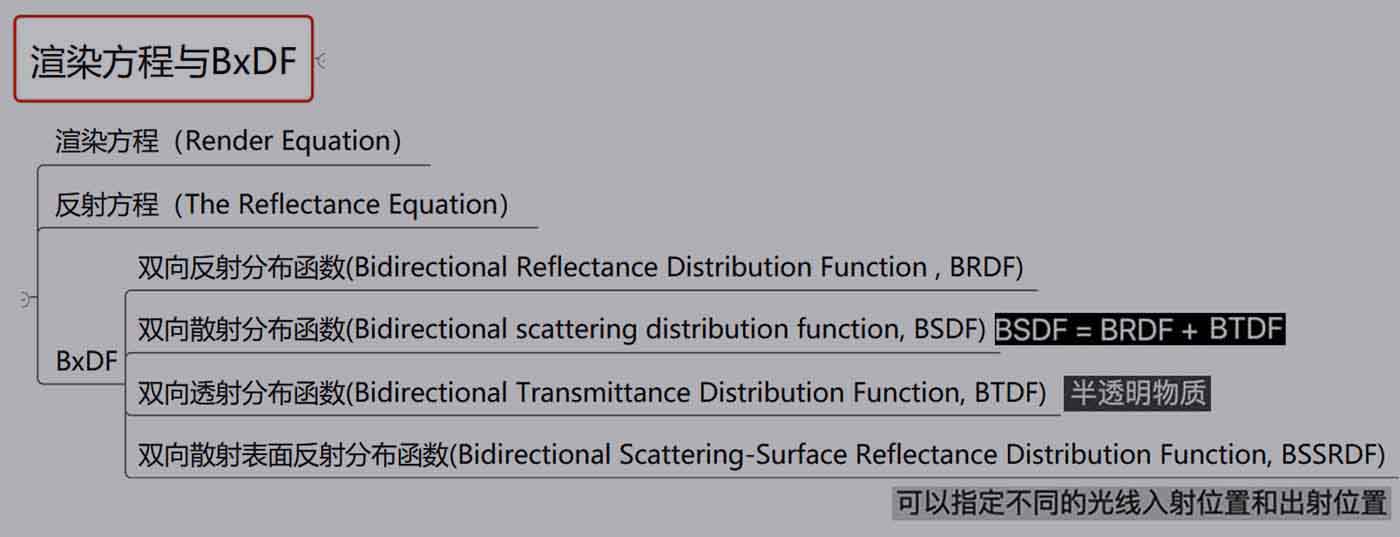 渲染方程与BxDF
渲染方程（Render Equation）
反射方程（The Reflectance Equation）
双向反射分布函数(Bidirectional Reflectance Distribution Function , BRDF)
双向散射分布函数(Bidirectional scattering distribution function, BSDF) BSDF = BRDF + BTDF
BxDF
双向透射分布函数(Bidirectional Transmittance Distribution Function, BTDF) 半透明物质
双向散射表面反射分布函数(Bidirectional Scattering-Surface Reflectance Distribution Function, BSSRDF)
可以指定不同的光线入射位置和出射位置